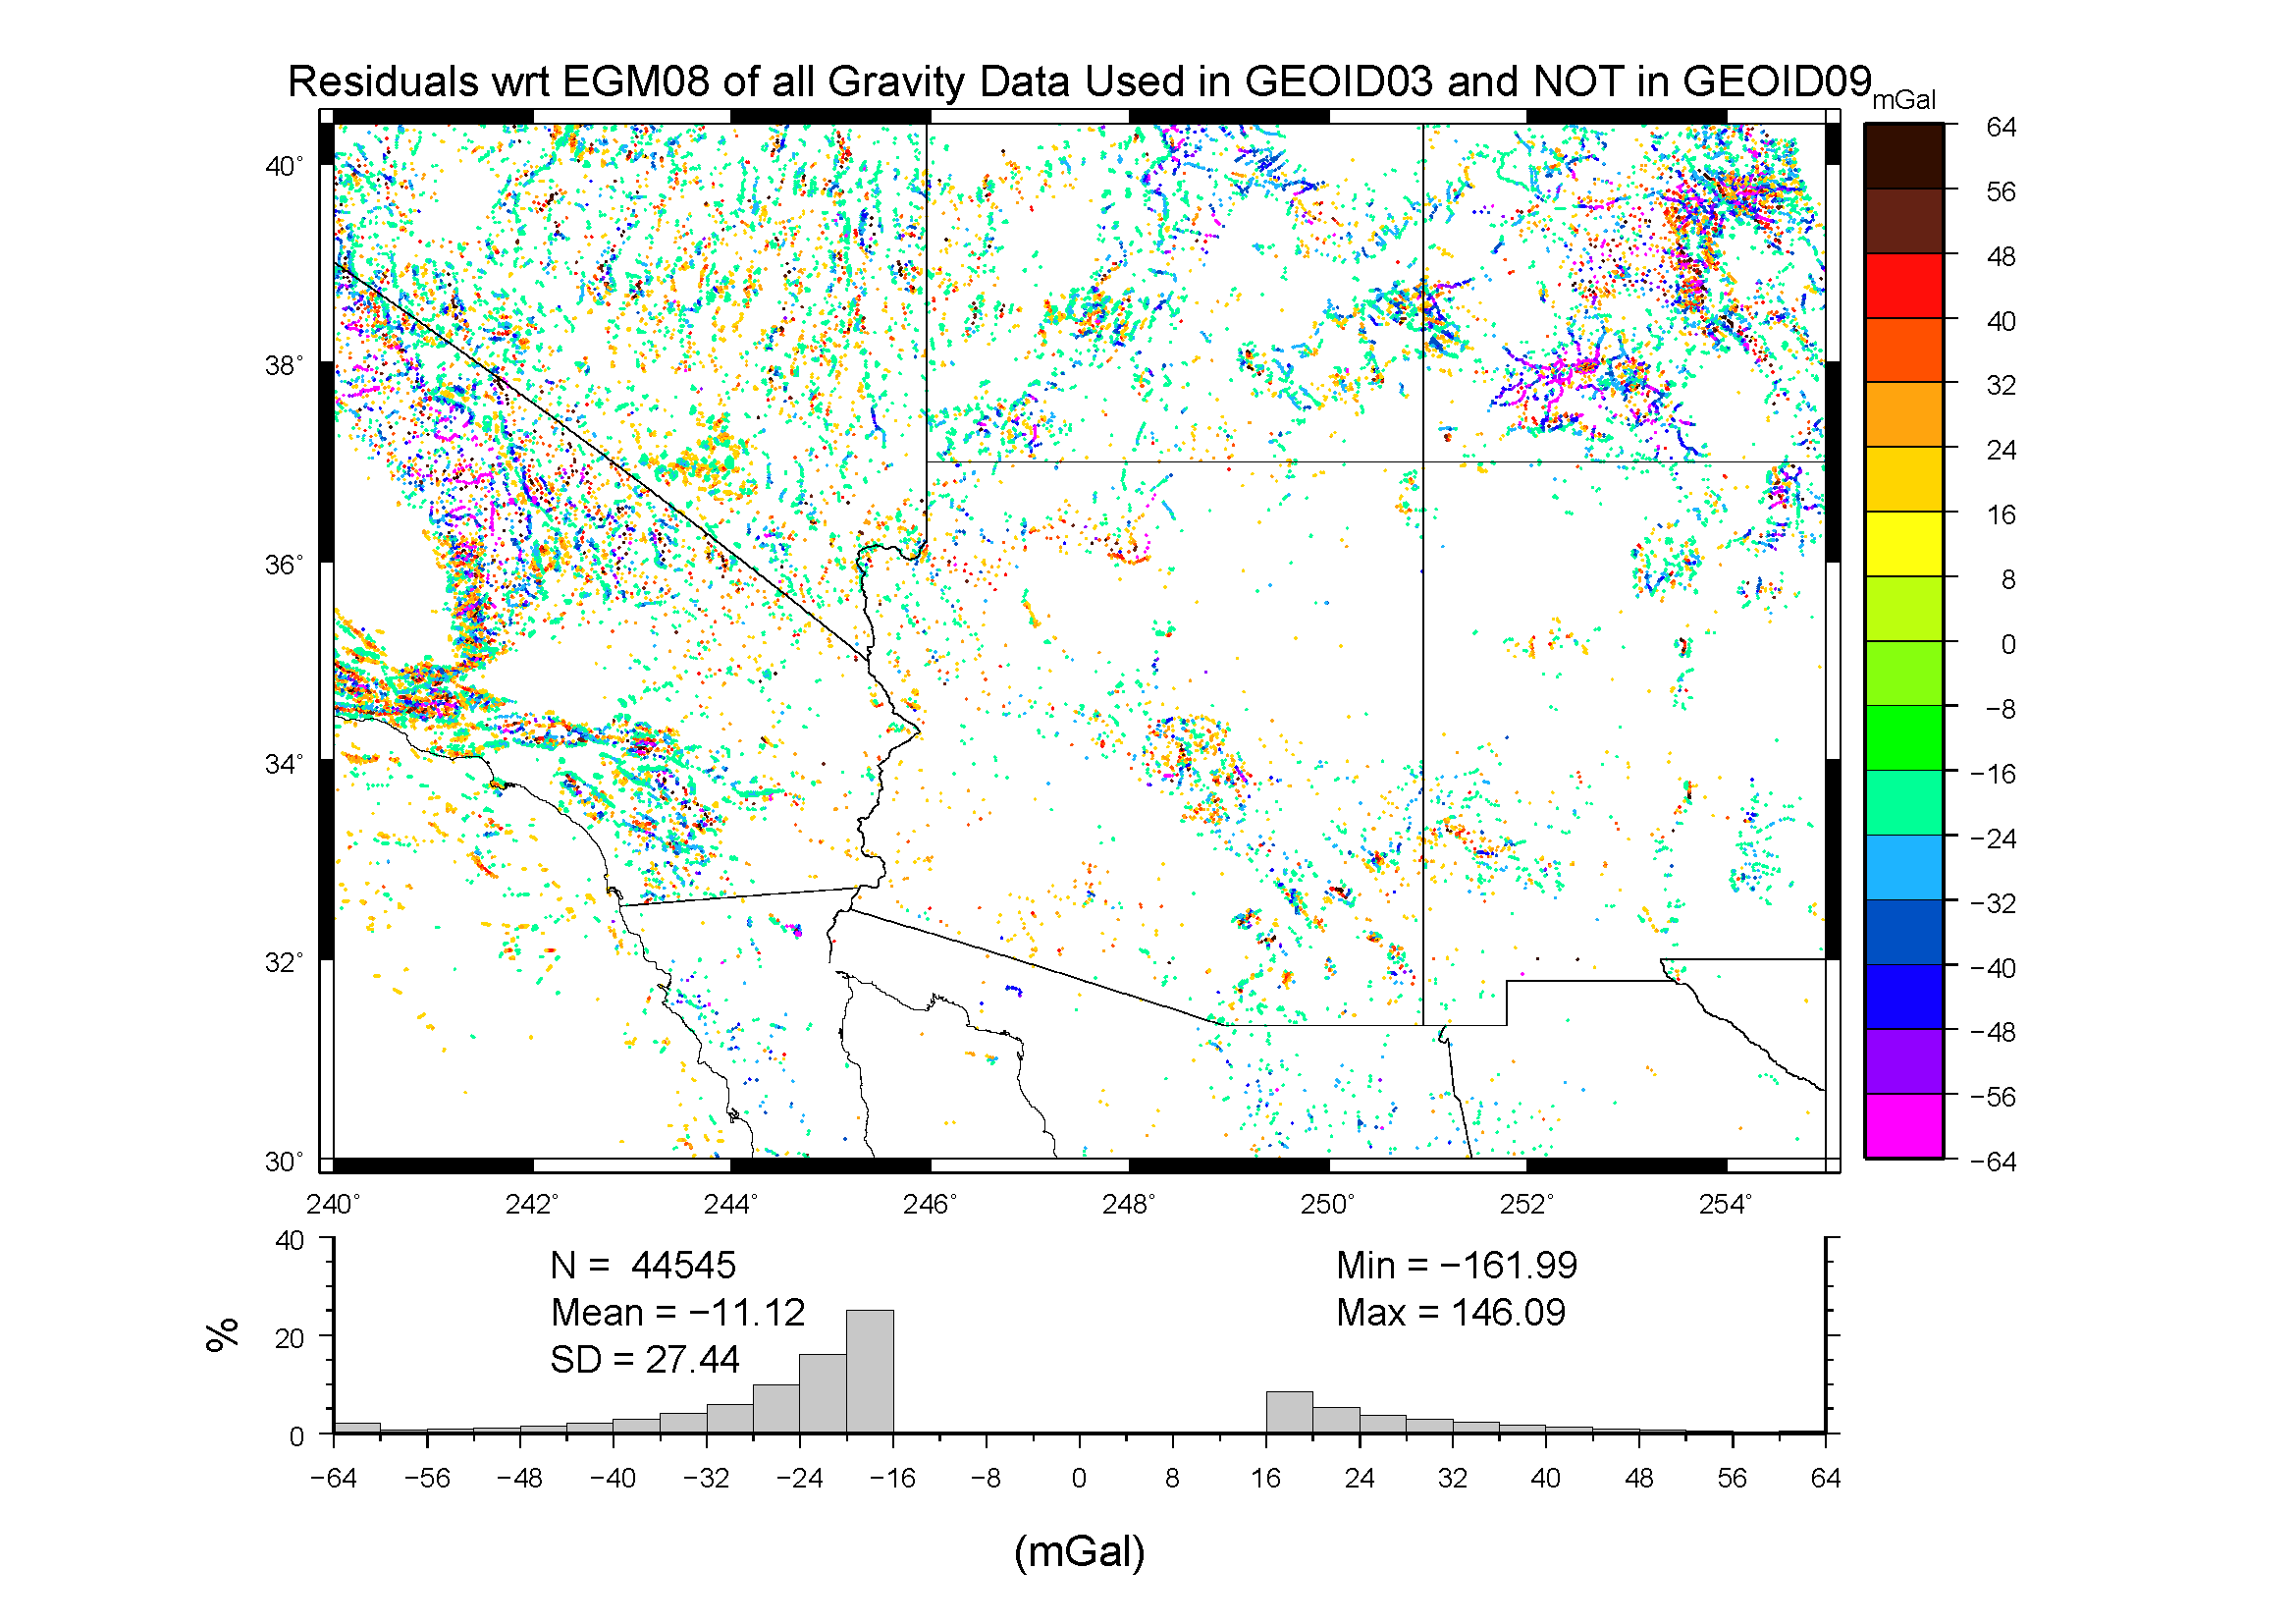 Residuals wrt EGM08 of all Gravity Data Used in GEOID03 and NOT in GEOID09
mGal
64
56
48
40
32
24
16
8
0
−8
−16
−24
−32
−40
−48
−56
−64
40°
38°
36°
34°
32°
30°
240° 242° 244° 246° 248° 250° 252° 254°
40
20
0
%
N = 44545
Mean = −11.12
SD = 27.44
Min = −161.99
Max = 146.09
−64 −56 −48 −40 −32 −24 −16 −8 0 8 16 24 32 40 48 56 64
(mGal)